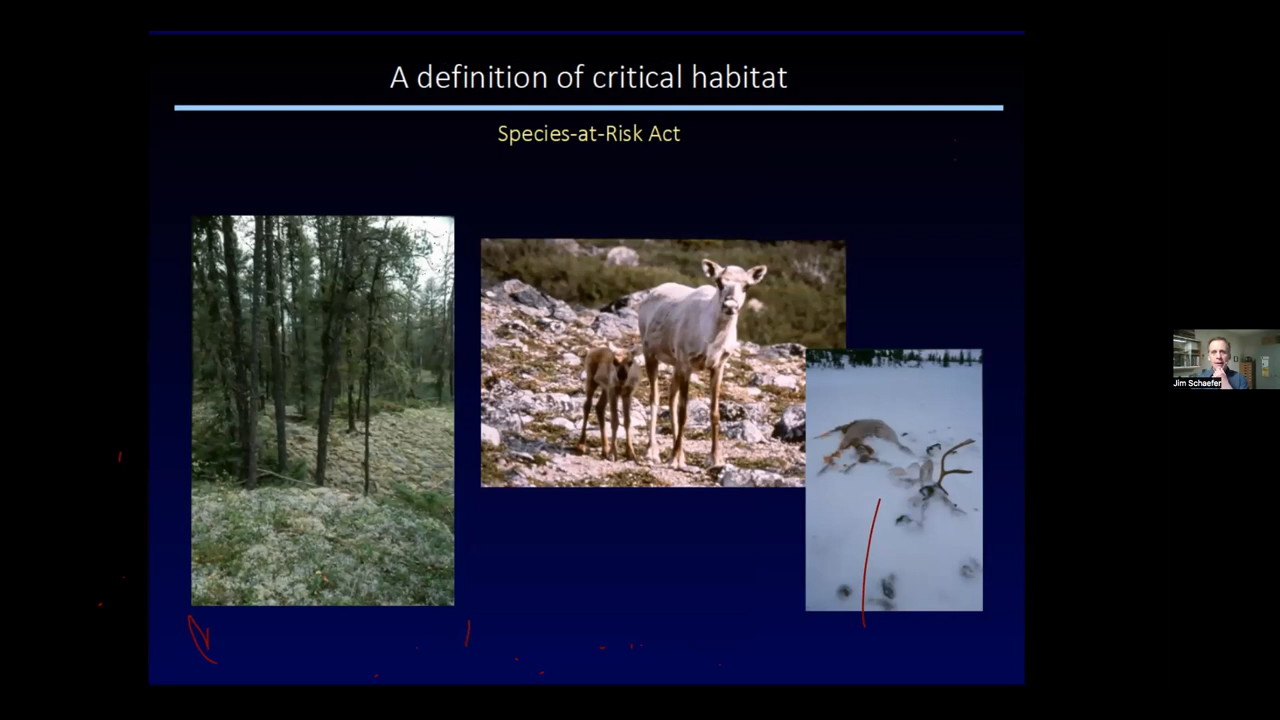 A definition of critical habitat
Species-at-Risk Act
Jim Schaefer